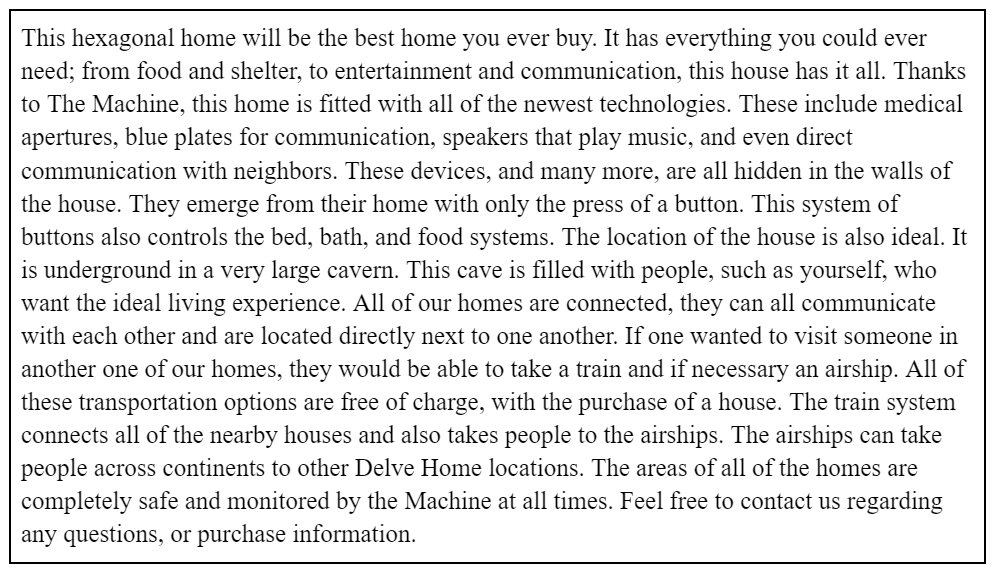 This hexagonal home will be the best home you ever buy. It has everything you could ever
need; from food and shelter, to entertainment and communication, this house has it all. Thanks
to The Machine, this home is fitted with all of the newest technologies. These include medical
apertures, blue plates for communication, speakers that play music, and even direct
communication with neighbors. These devices, and many more, are all hidden in the walls of
the house. They emerge from their home with only the press of a button. This system of
buttons also controls the bed, bath, and food systems. The location of the house is also ideal. It
is underground in a very large cavern. This cave is filled with people, such as yourself, who
want the ideal living experience. All of our homes are connected, they can all communicate
with each other and are located directly next to one another. If one wanted to visit someone in
another one of our homes, they would be able to take a train and if necessary an airship. All of
these transportation options are free of charge, with the purchase of a house. The train system
connects all of the nearby houses and also takes people to the airships. The airships can take
people across continents to other Delve Home locations. The areas of all of the homes are
completely safe and monitored by the Machine at all times. Feel free to contact us regarding
any questions, or purchase information.